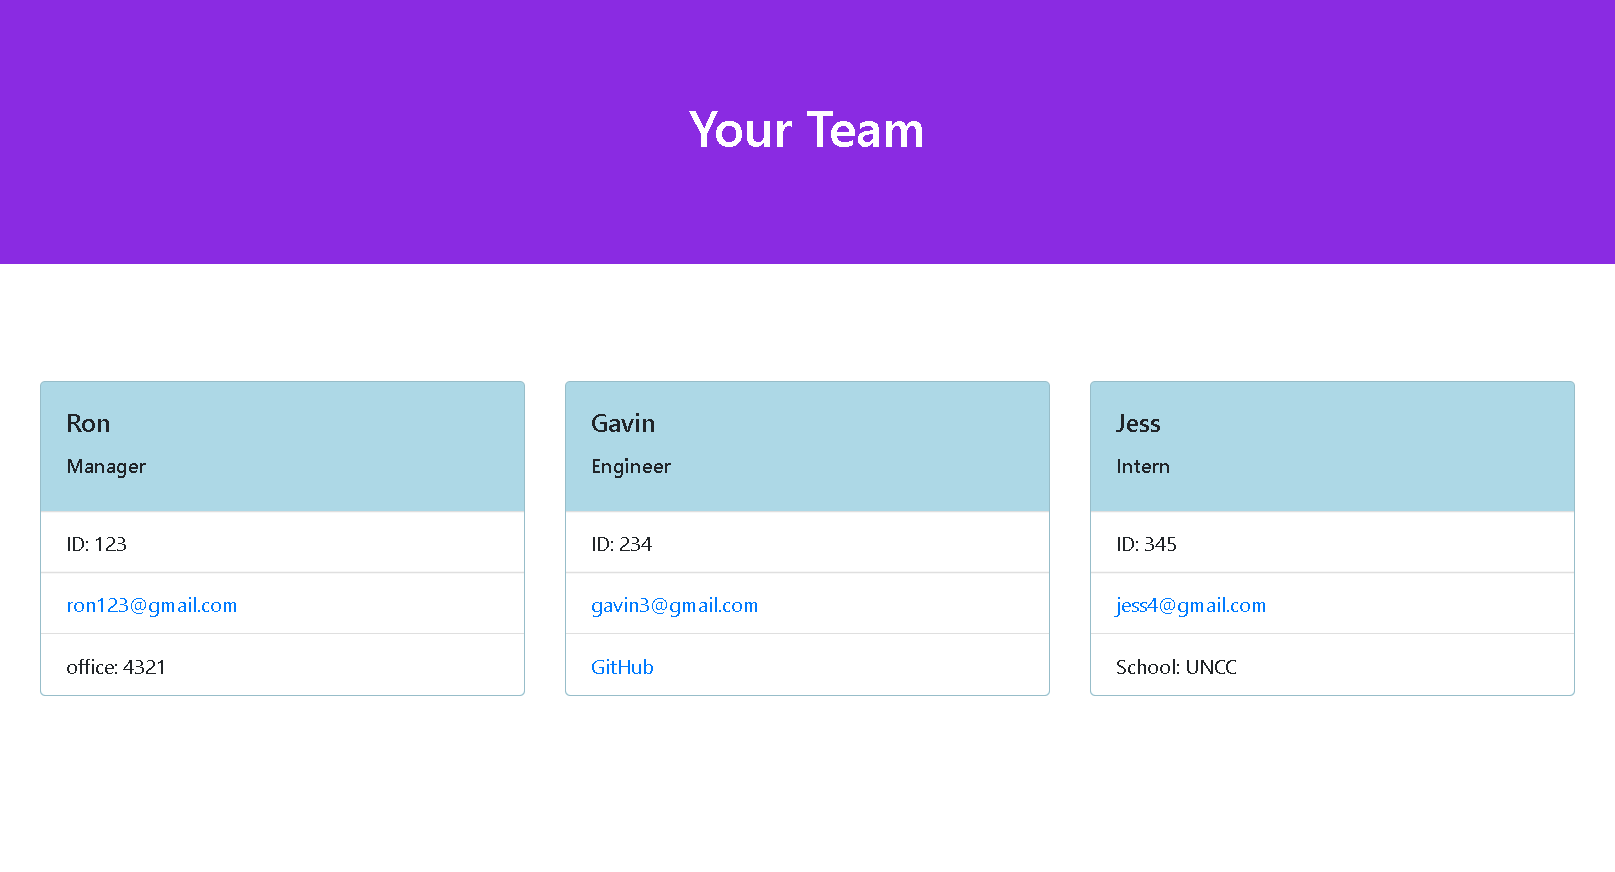 Your Team
Ron
Manager
ID: 123
ron123@gmail.com
office: 4321
Gavin
Engineer
ID: 234
gavin3@gmail.com
GitHub
Jess
Intern
ID: 345
jess4@gmail.com
School: UNCC